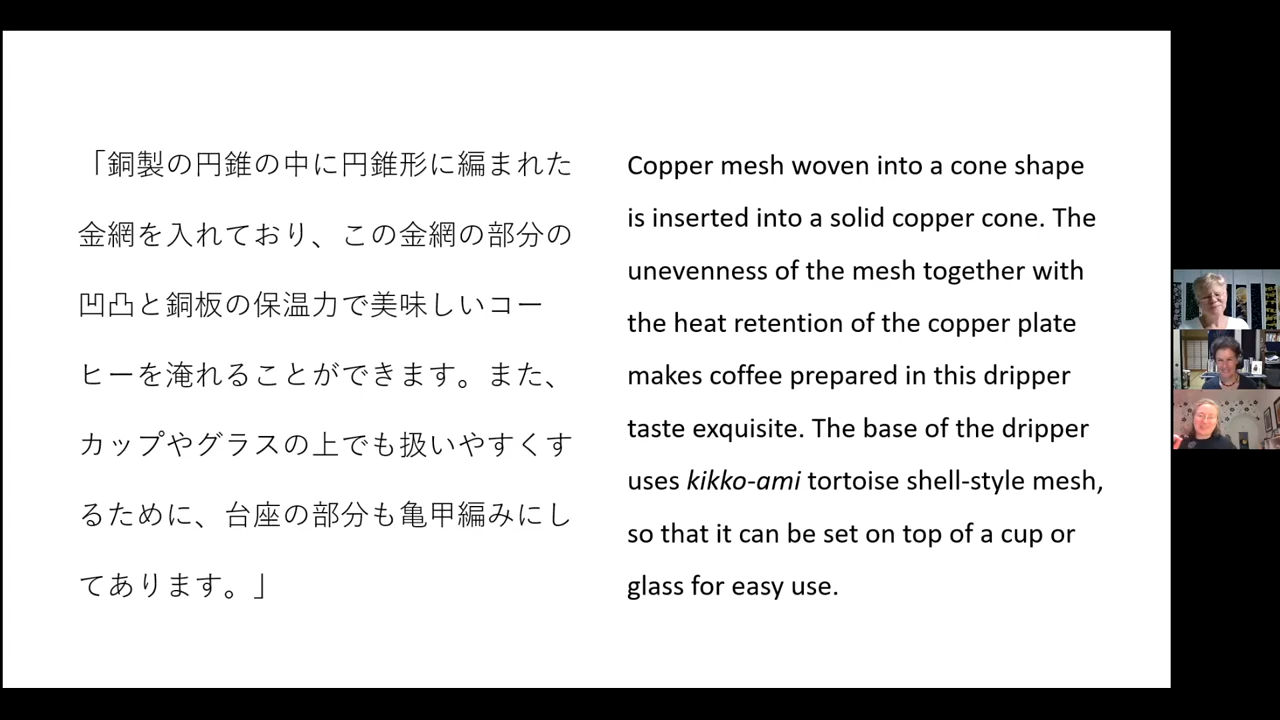 「銅製の円錐の中に円錐形に編まれた
金網を入れており、この金網の部分の
凹凸と銅板の保温力で美味しいコー
ヒーを淹れることができます。また、
カップやグラスの上でも扱いやすくす
るために、台座の部分も亀甲編みにし
てあります。」
Copper mesh woven into a cone shape
is inserted into a solid copper cone. The
unevenness of the mesh together with
the heat retention of the copper plate
makes coffee prepared in this dripper
taste exquisite. The base of the dripper
uses kikko-ami tortoise shell-style mesh,
so that it can be set on top of a cup or
glass for easy use.